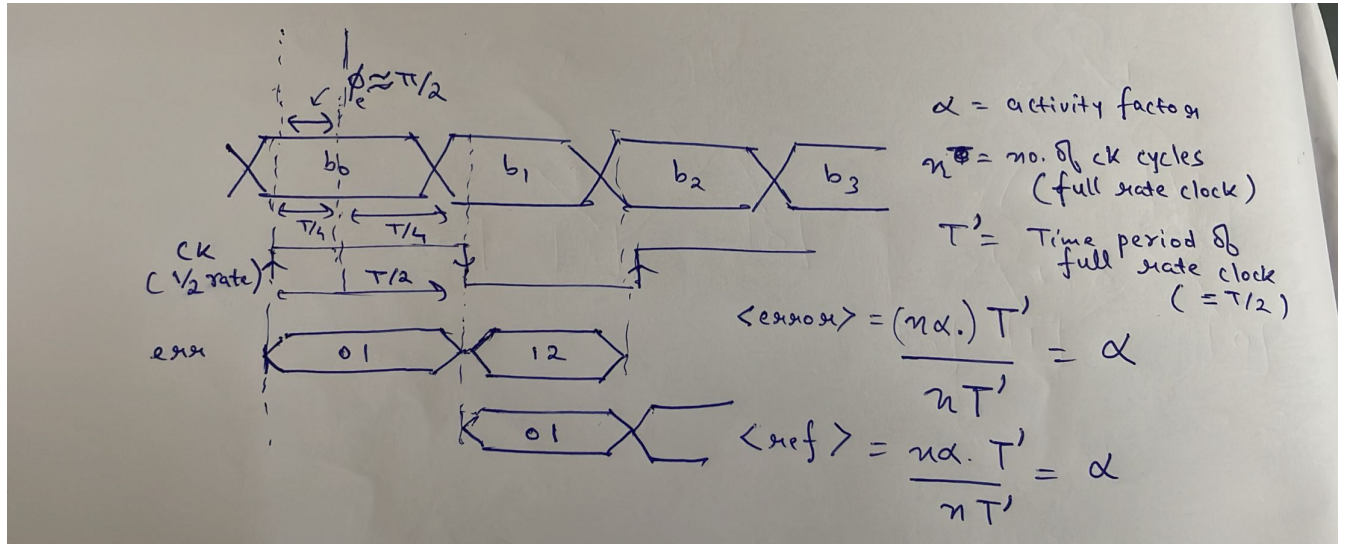 ϕe ≈ π/2
b0 b1 b2 b3
T/4 T/4
CK
(1/2 rate)
T/2
err 01 12
01
α = activity factor
n = no. of ck cycles
(full rate clock)
T' = Time period of
full rate clock
(= T/2)
<error> = (nα.) T' / nT' = α
<ref> = nα. T' / nT' = α